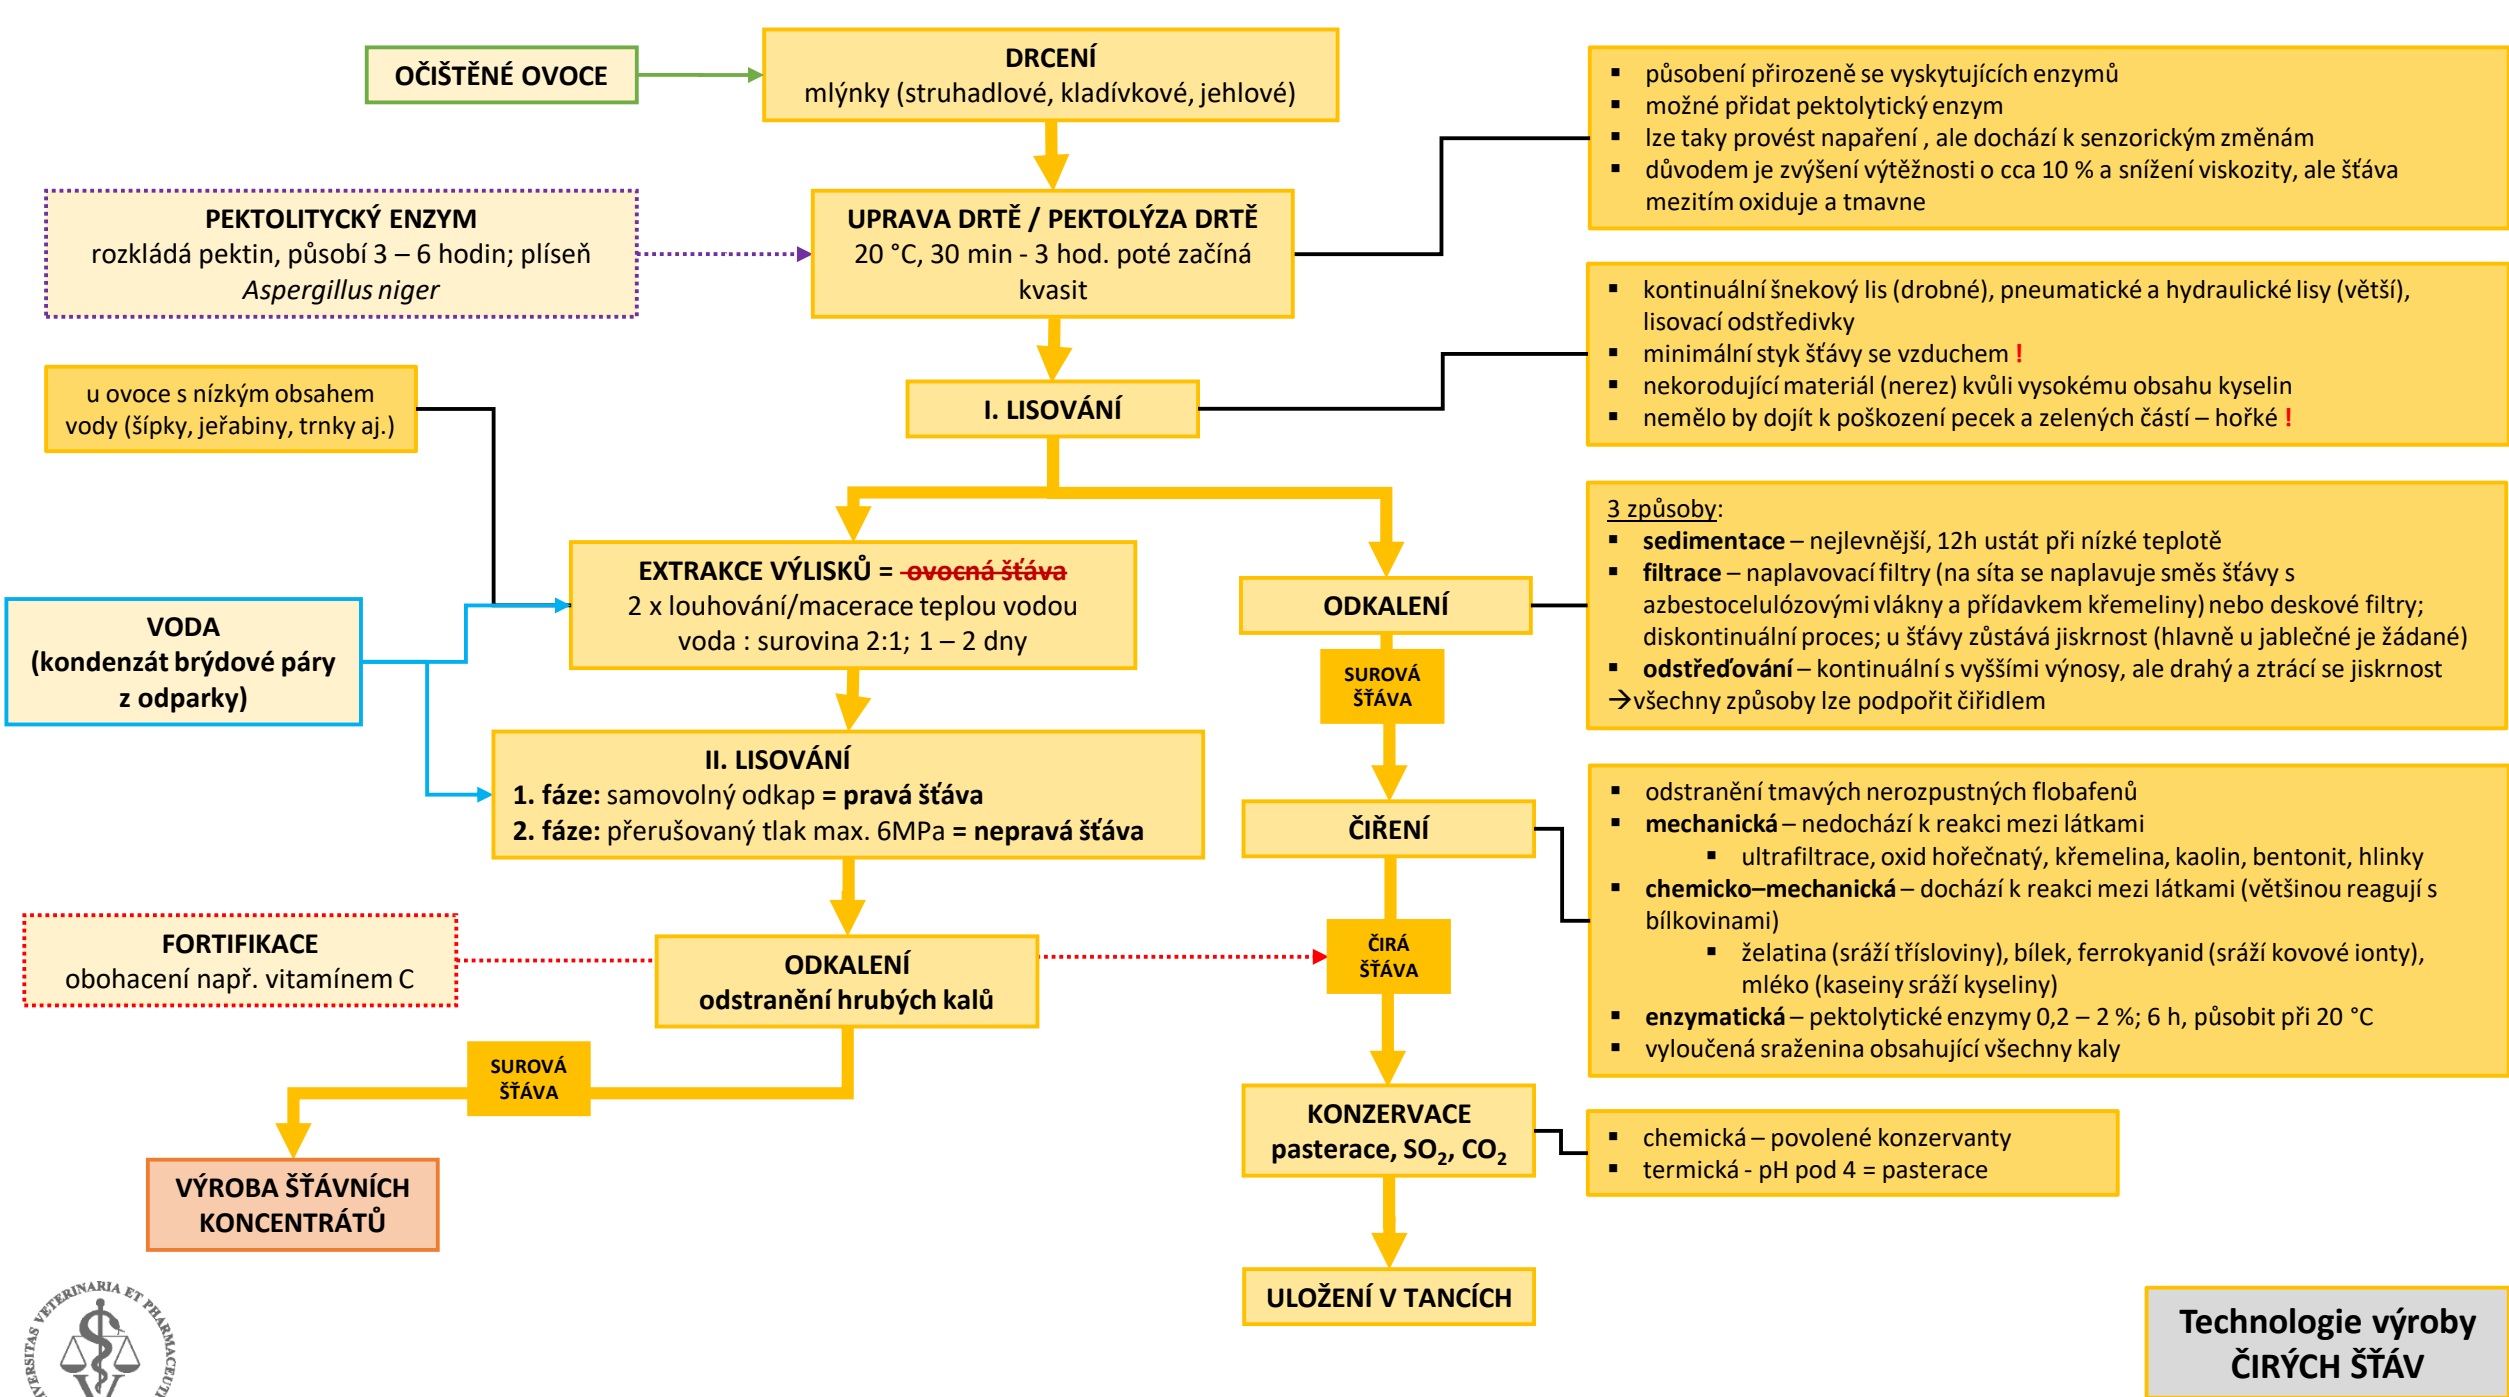 OČIŠTĚNÉ OVOCE
DRCENÍ
mlýnky (struhadlové, kladívkové, jehlové)
▪ působení přirozeně se vyskytujících enzymů
▪ možné přidat pektolytický enzym
▪ lze taky provést napaření , ale dochází k senzorickým změnám
▪ důvodem je zvýšení výtěžnosti o cca 10 % a snížení viskozity, ale šťáva
mezitím oxiduje a tmavne
PEKTOLITYCKÝ ENZYM
rozkládá pektin, působí 3 – 6 hodin; plíseň
Aspergillus niger
UPRAVA DRTĚ / PEKTOLÝZA DRTĚ
20 °C, 30 min - 3 hod. poté začíná
kvasit
▪ kontinuální šnekový lis (drobné), pneumatické a hydraulické lisy (větší),
lisovací odstředivky
▪ minimální styk šťávy se vzduchem !
▪ nekorodující materiál (nerez) kvůli vysokému obsahu kyselin
▪ nemělo by dojít k poškození pecek a zelených částí – hořké !
u ovoce s nízkým obsahem
vody (šípky, jeřabiny, trnky aj.)
I. LISOVÁNÍ
EXTRAKCE VÝLISKŮ = ovocná šťáva
2 x louhování/macerace teplou vodou
voda : surovina 2:1; 1 – 2 dny
ODKALENÍ
3 způsoby:
▪ sedimentace – nejlevnější, 12h ustát při nízké teplotě
▪ filtrace – naplavovací filtry (na síta se naplavuje směs šťávy s
azbestocelulózovými vlákny a přídavkem křemeliny) nebo deskové filtry;
diskontinuální proces; u šťávy zůstává jiskrnost (hlavně u jablečné je žádané)
▪ odstřeďování – kontinuální s vyššími výnosy, ale drahý a ztrácí se jiskrnost
→všechny způsoby lze podpořit čiřidlem
VODA
(kondenzát brýdové páry
z odparky)
SUROVÁ
ŠŤÁVA
II. LISOVÁNÍ
1. fáze: samovolný odkap = pravá šťáva
2. fáze: přerušovaný tlak max. 6MPa = nepravá šťáva
ČIŘENÍ
▪ odstranění tmavých nerozpustných flobafenů
▪ mechanická – nedochází k reakci mezi látkami
▪ ultrafiltrace, oxid hořečnatý, křemelina, kaolin, bentonit, hlinky
▪ chemicko–mechanická – dochází k reakci mezi látkami (většinou reagují s
bílkovinami)
▪ želatina (sráží třísloviny), bílek, ferrokyanid (sráží kovové ionty),
mléko (kaseiny sráží kyseliny)
▪ enzymatická – pektolytické enzymy 0,2 – 2 %; 6 h, působit při 20 °C
▪ vyloučená sraženina obsahující všechny kaly
FORTIFIKACE
obohacení např. vitamínem C
ODKALENÍ
odstranění hrubých kalů
ČIRÁ
ŠŤÁVA
SUROVÁ
ŠŤÁVA
VÝROBA ŠŤÁVNÍCH
KONCENTRÁTŮ
KONZERVACE
pasterace, SO₂, CO₂
▪ chemická – povolené konzervanty
▪ termická - pH pod 4 = pasterace
ULOŽENÍ V TANCÍCH
VETERINARIA ET
Technologie výroby
ČIRÝCH ŠŤÁV